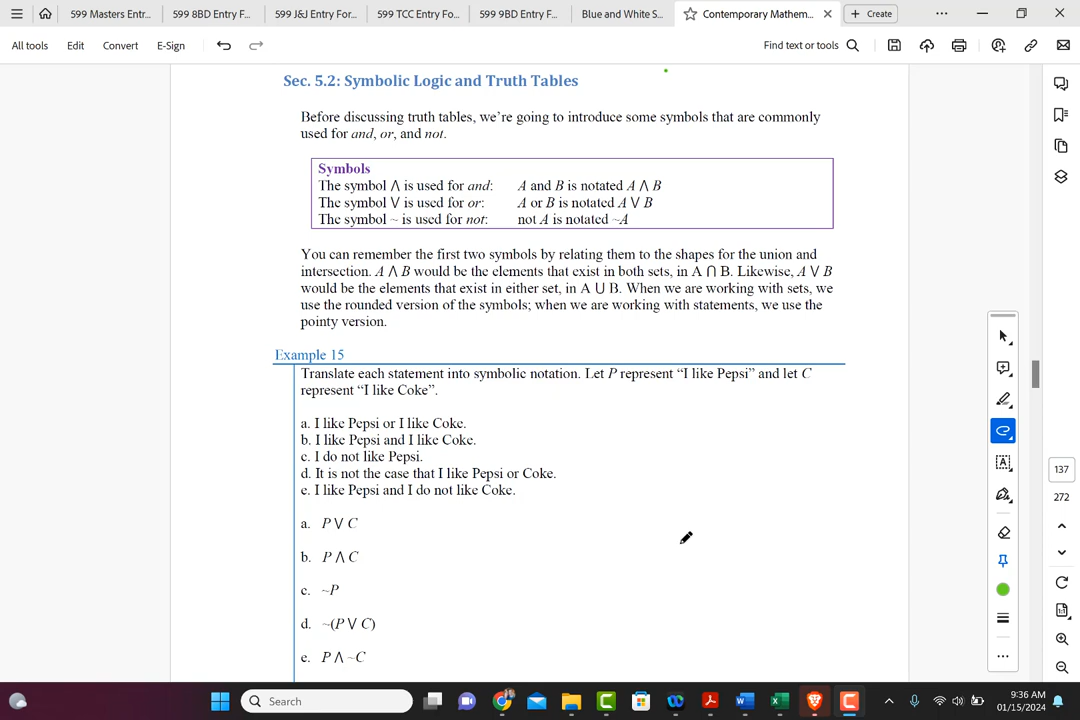 599 Masters Entr...
599 8BD Entry F...
599 J&J Entry For...
599 TCC Entry Fo...
599 9BD Entry F...
Blue and White S...
Contemporary Mathem...
Create
All tools
Edit
Convert
E-Sign
Find text or tools
Sec. 5.2: Symbolic Logic and Truth Tables
Before discussing truth tables, we're going to introduce some symbols that are commonly
used for and, or, and not.
Symbols
The symbol ⋀ is used for and: A and B is notated A ⋀ B
The symbol ⋁ is used for or: A or B is notated A ⋁ B
The symbol ~ is used for not: not A is notated ~A
You can remember the first two symbols by relating them to the shapes for the union and
intersection. A ⋀ B would be the elements that exist in both sets, in A ⋂ B. Likewise, A ⋁ B
would be the elements that exist in either set, in A ⋃ B. When we are working with sets, we
use the rounded version of the symbols; when we are working with statements, we use the
pointy version.
Example 15
Translate each statement into symbolic notation. Let P represent “I like Pepsi” and let C
represent “I like Coke”.
a. I like Pepsi or I like Coke.
b. I like Pepsi and I like Coke.
c. I do not like Pepsi.
d. It is not the case that I like Pepsi or Coke.
e. I like Pepsi and I do not like Coke.
a. P ⋁ C
b. P ⋀ C
c. ~P
d. ~(P ⋁ C)
e. P ⋀ ~C
137
272
Search
9:36 AM
01/15/2024